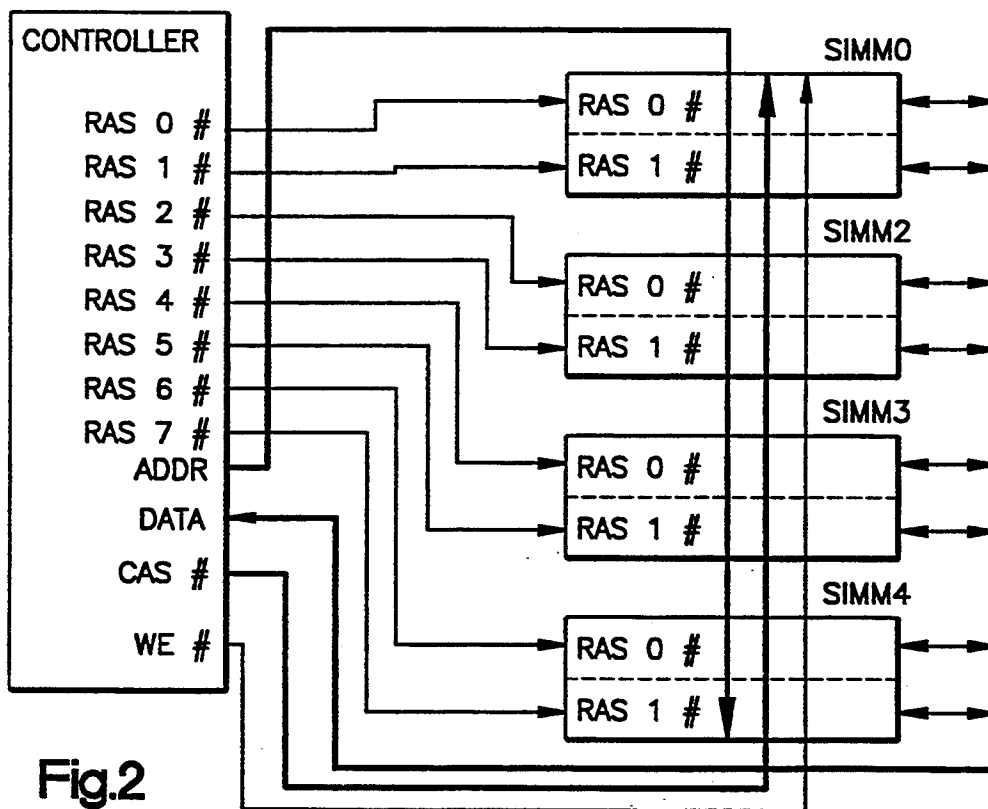 CONTROLLER
RAS 0 #
RAS 1 #
RAS 2 #
RAS 3 #
RAS 4 #
RAS 5 #
RAS 6 #
RAS 7 #
ADDR
DATA
CAS #
WE #
SIMM0
RAS 0 #
RAS 1 #
SIMM2
RAS 0 #
RAS 1 #
SIMM3
RAS 0 #
RAS 1 #
SIMM4
RAS 0 #
RAS 1 #
Fig.2